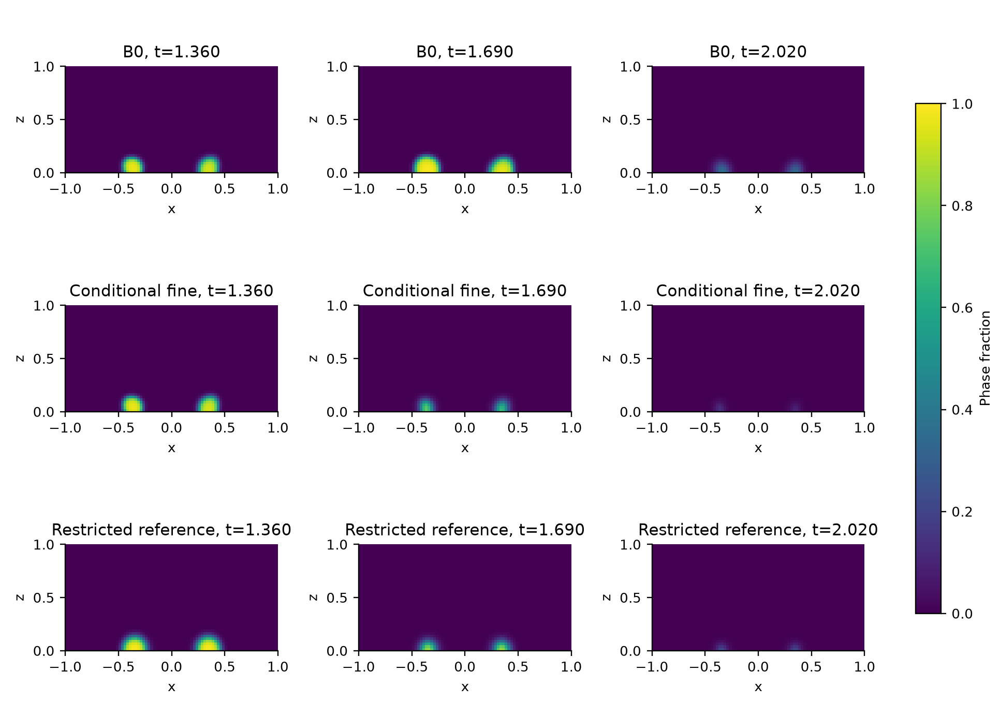 B0, t=1.360
B0, t=1.690
B0, t=2.020
1.0
0.5
0.0
z
−1.0 −0.5 0.0 0.5 1.0
x
1.0
0.5
0.0
z
−1.0 −0.5 0.0 0.5 1.0
x
1.0
0.5
0.0
z
−1.0 −0.5 0.0 0.5 1.0
x
Conditional fine, t=1.360
Conditional fine, t=1.690
Conditional fine, t=2.020
1.0
0.5
0.0
z
−1.0 −0.5 0.0 0.5 1.0
x
1.0
0.5
0.0
z
−1.0 −0.5 0.0 0.5 1.0
x
1.0
0.5
0.0
z
−1.0 −0.5 0.0 0.5 1.0
x
Restricted reference, t=1.360
Restricted reference, t=1.690
Restricted reference, t=2.020
1.0
0.5
0.0
z
−1.0 −0.5 0.0 0.5 1.0
x
1.0
0.5
0.0
z
−1.0 −0.5 0.0 0.5 1.0
x
1.0
0.5
0.0
z
−1.0 −0.5 0.0 0.5 1.0
x
1.0
0.8
0.6
0.4
0.2
0.0
Phase fraction